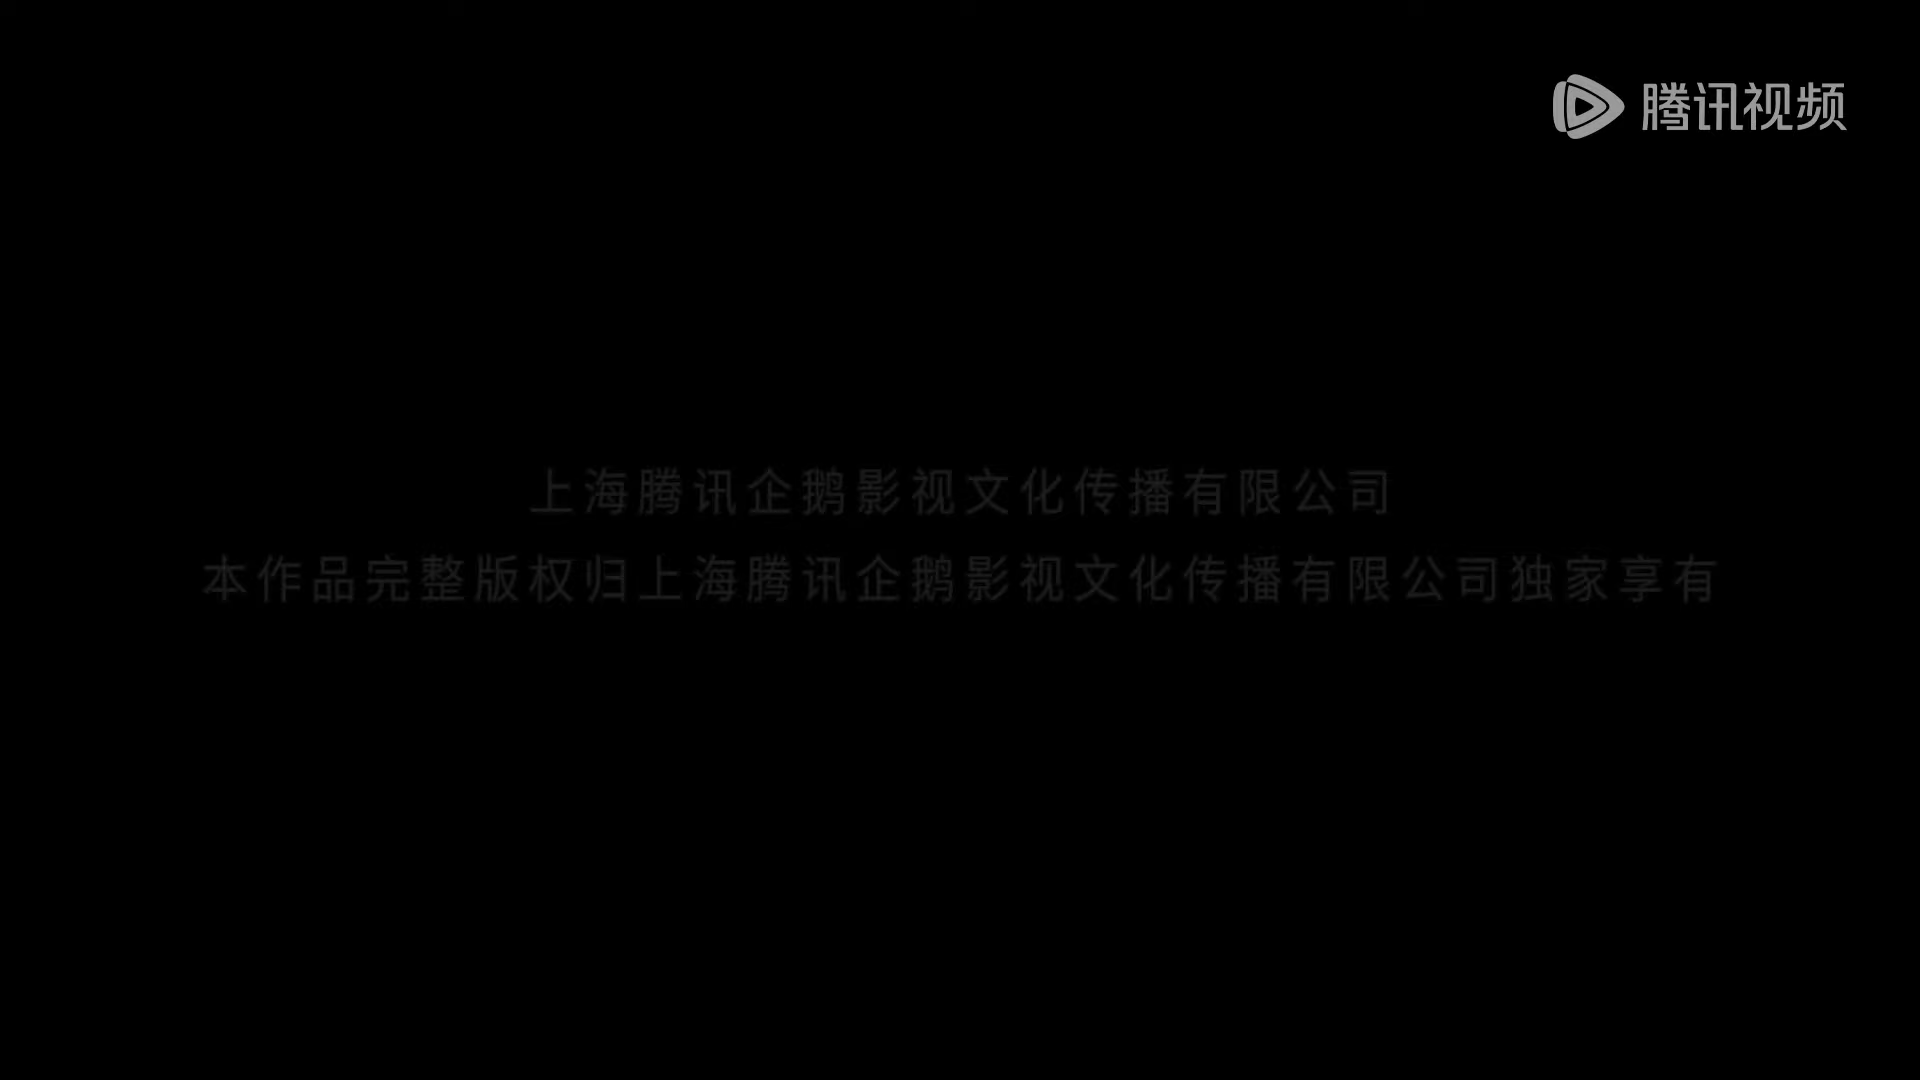 腾讯视频
上海腾讯企鹅影视文化传播有限公司
本作品完整版权归上海腾讯企鹅影视文化传播有限公司独家享有